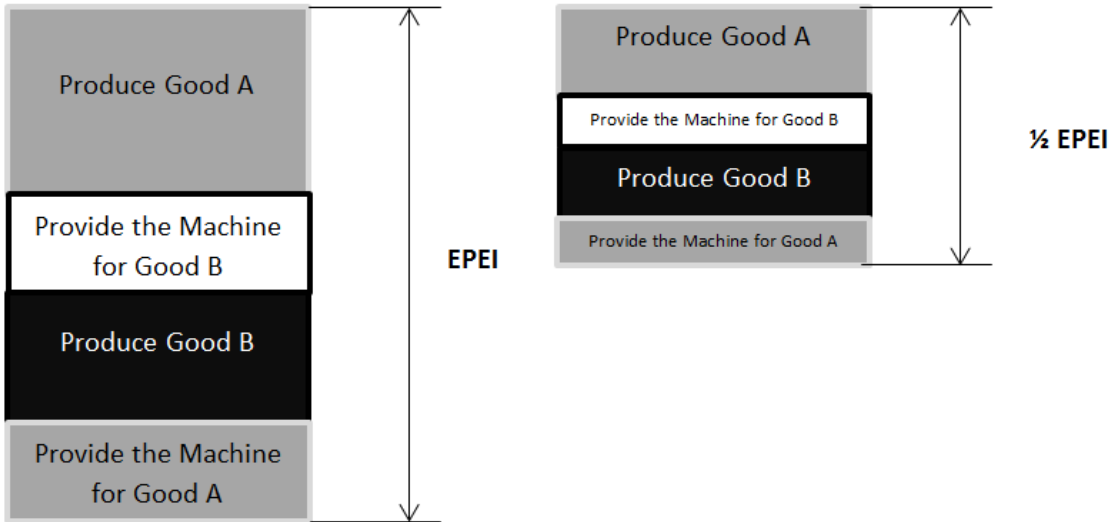 Produce Good A
Provide the Machine
for Good B
Produce Good B
Provide the Machine
for Good A
EPEI
Produce Good A
Provide the Machine for Good B
Produce Good B
Provide the Machine for Good A
½ EPEI